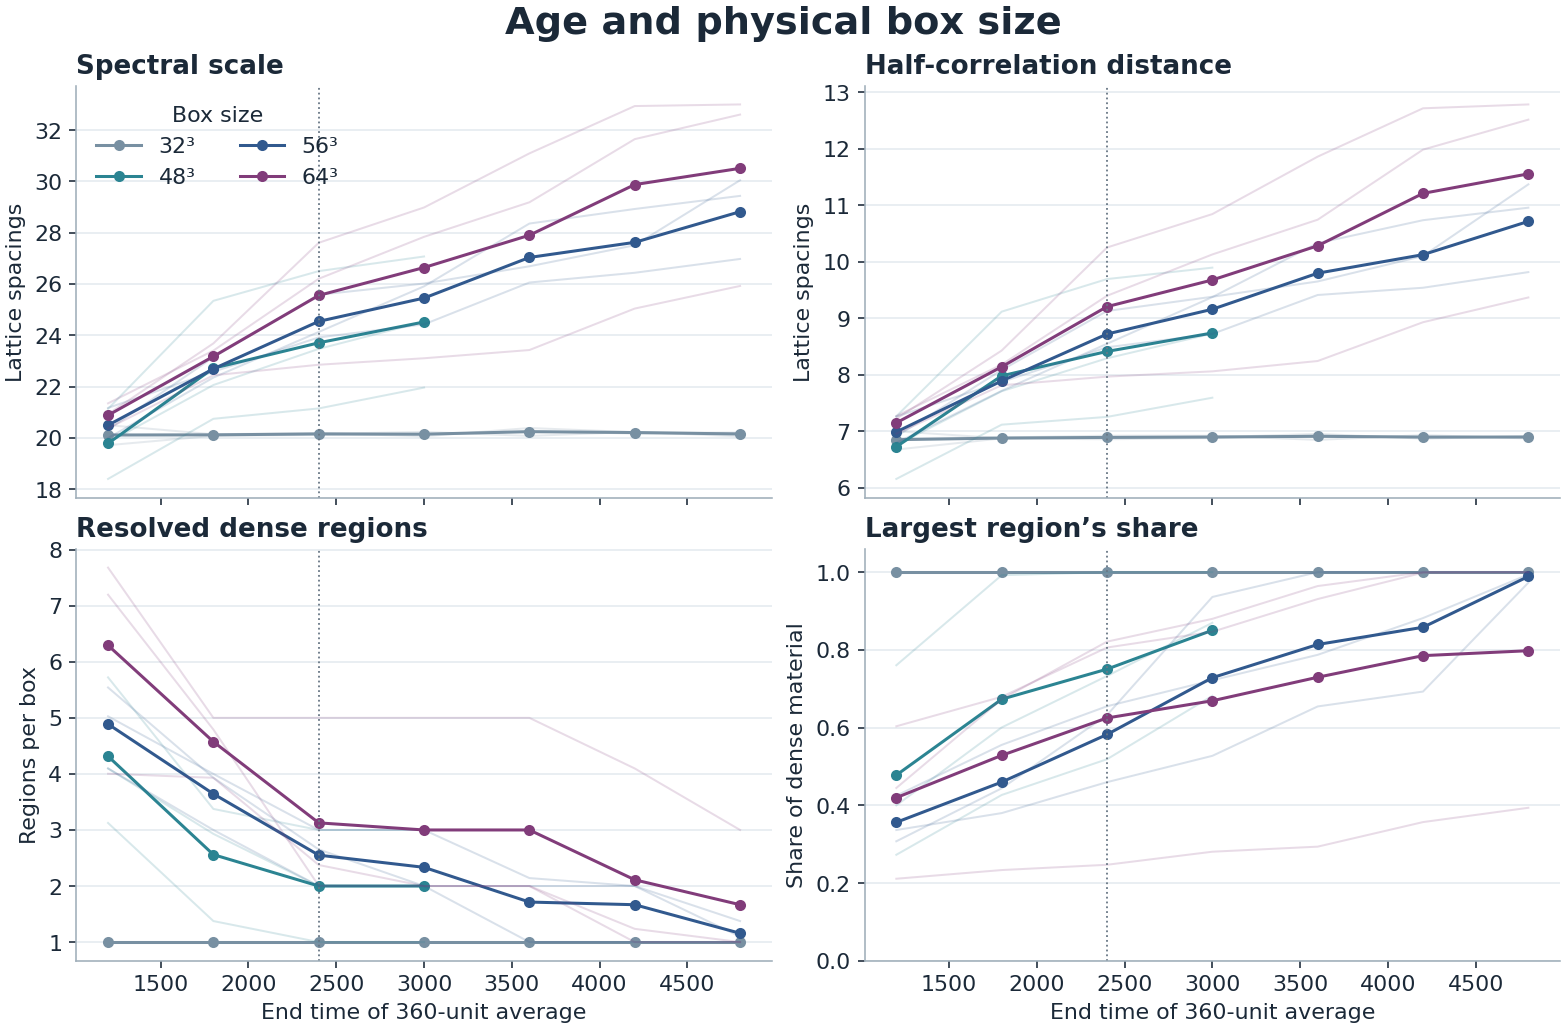 Age and physical box size
Spectral scale
Lattice spacings
32
30
28
26
24
22
20
18
Box size
32³
56³
48³
64³
Half-correlation distance
Lattice spacings
13
12
11
10
9
8
7
6
Resolved dense regions
Regions per box
8
7
6
5
4
3
2
1
1500 2000 2500 3000 3500 4000 4500
End time of 360-unit average
Largest region’s share
Share of dense material
1.0
0.8
0.6
0.4
0.2
0.0
1500 2000 2500 3000 3500 4000 4500
End time of 360-unit average